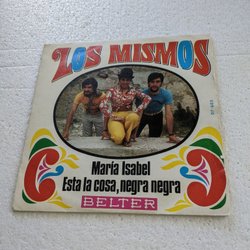 LOS MISMOS
María Isabel
Esta la cosa, negra negra
BELTER